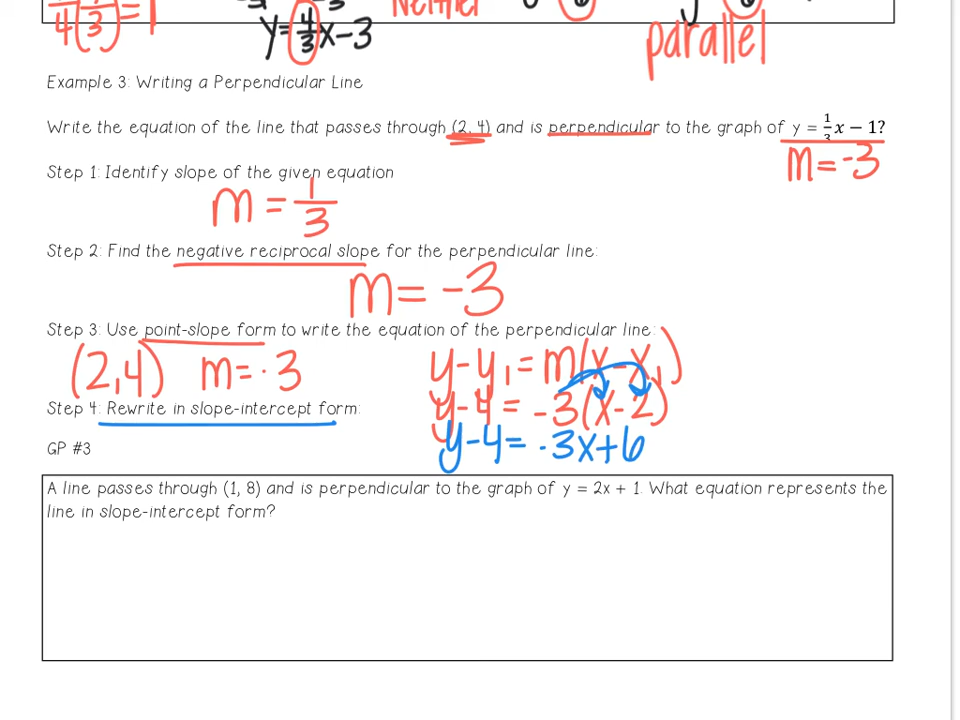 4(3)=1
y=4/3x-3
Neither
parallel
Example 3: Writing a Perpendicular Line
Write the equation of the line that passes through (2, 4) and is perpendicular to the graph of y = 1/3 x − 1?
m=-3
Step 1: Identify slope of the given equation
m = 1/3
Step 2: Find the negative reciprocal slope for the perpendicular line:
m= -3
Step 3: Use point-slope form to write the equation of the perpendicular line:
(2,4) m=-3
y-y₁=m(x-x₁)
y-4= -3(x-2)
Step 4: Rewrite in slope-intercept form:
y-4= -3x+6
GP #3
A line passes through (1, 8) and is perpendicular to the graph of y = 2x + 1. What equation represents the
line in slope-intercept form?